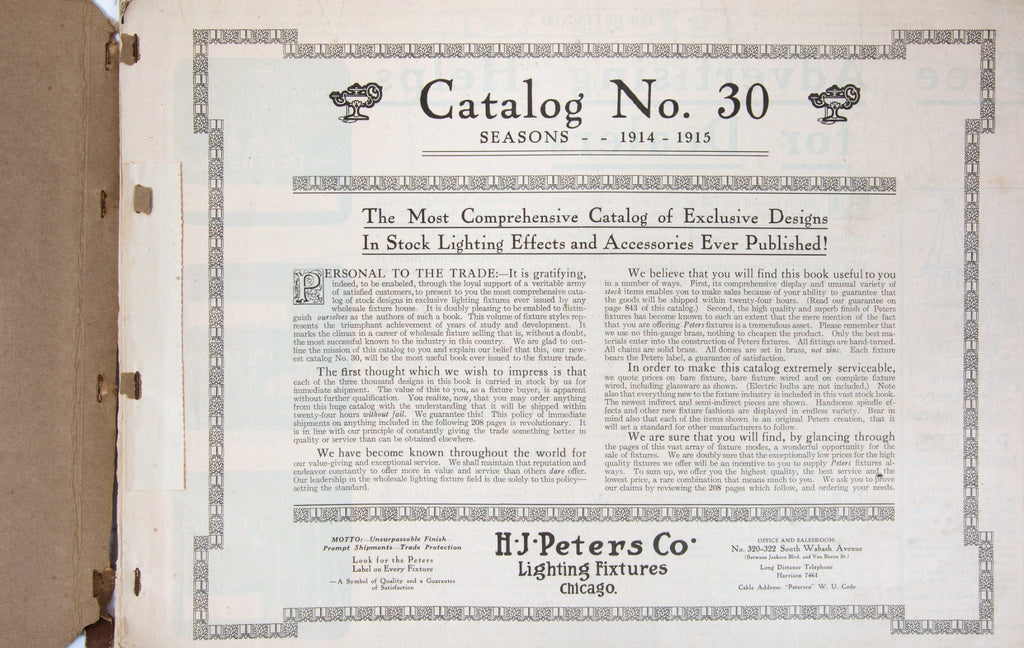 Catalog No. 30
SEASONS - - 1914 - 1915
The Most Comprehensive Catalog of Exclusive Designs
In Stock Lighting Effects and Accessories Ever Published!
PERSONAL TO THE TRADE:—It is gratifying,
indeed, to be enabled, through the loyal support of a veritable army
of satisfied customers, to present to you the most comprehensive cata-
log of stock designs in exclusive lighting fixtures ever issued by any
wholesale fixture house. It is doubly pleasing to be enabled to distin-
guish ourselves as the authors of such a book. This volume of fixture styles rep-
resents the triumphant achievement of years of study and development. It
marks the climax in a career of wholesale fixture selling that is, without a doubt,
the most successful known to the industry in this country. We are glad to out-
line the mission of this catalog to you and explain our belief that this, our new-
est catalog No. 30, will be the most useful book ever issued to the fixture trade.
The first thought which we wish to impress is that
each of the three thousand designs in this book is carried in stock by us for
immediate shipment. The value of this to you, as a fixture buyer, is apparent
without further qualification. You realize, now, that you may order anything
from this huge catalog with the understanding that it will be shipped within
twenty-four hours without fail. We guarantee this! This policy of immediate
shipments on anything included in the following 208 pages is revolutionary. It
is in line with our principle of constantly giving the trade something better in
quality or service than can be obtained elsewhere.
We have become known throughout the world for
our value-giving and exceptional service. We shall maintain that reputation and
endeavor constantly to offer more in value and service than others dare offer.
Our leadership in the wholesale lighting fixture field is due solely to this policy—
setting the standard.
We believe that you will find this book useful to you
in a number of ways. First, its comprehensive display and unusual variety of
stock items enables you to make sales because of your ability to guarantee that
the goods will be shipped within twenty-four hours. (Read our guarantee on
page 843 of this catalog.) Second, the high quality and superb finish of Peters
fixtures has become known to such an extent that the mere mention of the fact
that you are offering Peters fixtures is a tremendous asset. Please remember that
we use no thin-gauge brass, nothing to cheapen the product. Only the best ma-
terials enter into the construction of Peters fixtures. All fittings are hand-turned.
All chains are solid brass. All domes are set in brass, not zinc. Each fixture
bears the Peters label, a guarantee of satisfaction.
In order to make this catalog extremely serviceable,
we quote prices on bare fixture, bare fixture wired and on complete fixture
wired, including glassware as shown. (Electric bulbs are not included.) Note
also that everything new to the fixture industry is included in this vast stock book.
The newest indirect and semi-indirect pieces are shown. Handsome spindle ef-
fects and other new fixture fashions are displayed in endless variety. Bear in
mind also that each of the items shown is an original Peters creation, that it
will set a standard for other manufacturers to follow.
We are sure that you will find, by glancing through
the pages of this vast array of fixture modes, a wonderful opportunity for the
sale of fixtures. We are doubly sure that the exceptionally low prices for the high
quality fixtures we offer will be an incentive to you to supply Peters fixtures al-
ways. To sum up, we offer you the highest quality, the best service and the
lowest price, a rare combination that means much to you. We ask you to prove
our claims by reviewing the 208 pages which follow, and ordering your needs.
MOTTO:—Unsurpassable Finish—
Prompt Shipments—Trade Protection
Look for the Peters
Label on Every Fixture
—A Symbol of Quality and a Guarantee
of Satisfaction
H·J·Peters Co·
Lighting Fixtures
Chicago.
OFFICE AND SALESROOM:
No. 320-322 South Wabash Avenue
(Between Jackson Blvd. and Van Buren St.)
Long Distance Telephone
Harrison 7461
Cable Address: "Petersco" W. U. Code